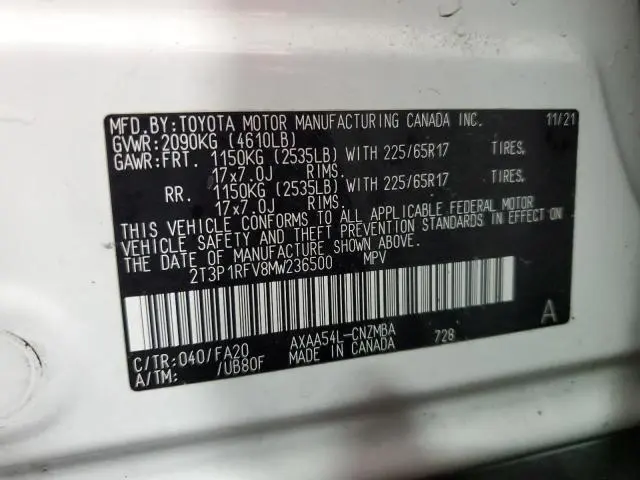 MFD.BY:TOYOTA MOTOR MANUFACTURING CANADA INC. 11/21
GVWR:2090KG (4610LB)
GAWR:FRT. 1150KG (2535LB) WITH 225/65R17 TIRES,
17x7.0J RIMS.
RR. 1150KG (2535LB) WITH 225/65R17 TIRES,
17x7.0J RIMS.
THIS VEHICLE CONFORMS TO ALL APPLICABLE FEDERAL MOTOR
VEHICLE SAFETY AND THEFT PREVENTION STANDARDS IN EFFECT ON
THE DATE OF MANUFACTURE SHOWN ABOVE.
2T3P1RFV8MW236500 MPV
A
C/TR:040/FA20 AXAA54L-CNZMBA 728
A/TM: /UB80F MADE IN CANADA